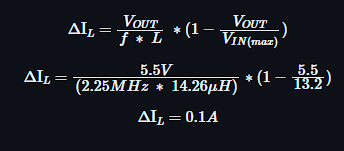 ΔI_L = V_OUT / (f * L) * (1 − V_OUT / V_IN(max))
ΔI_L = 5.5V / (2.25MHz * 14.26μH) * (1 − 5.5 / 13.2)
ΔI_L = 0.1A